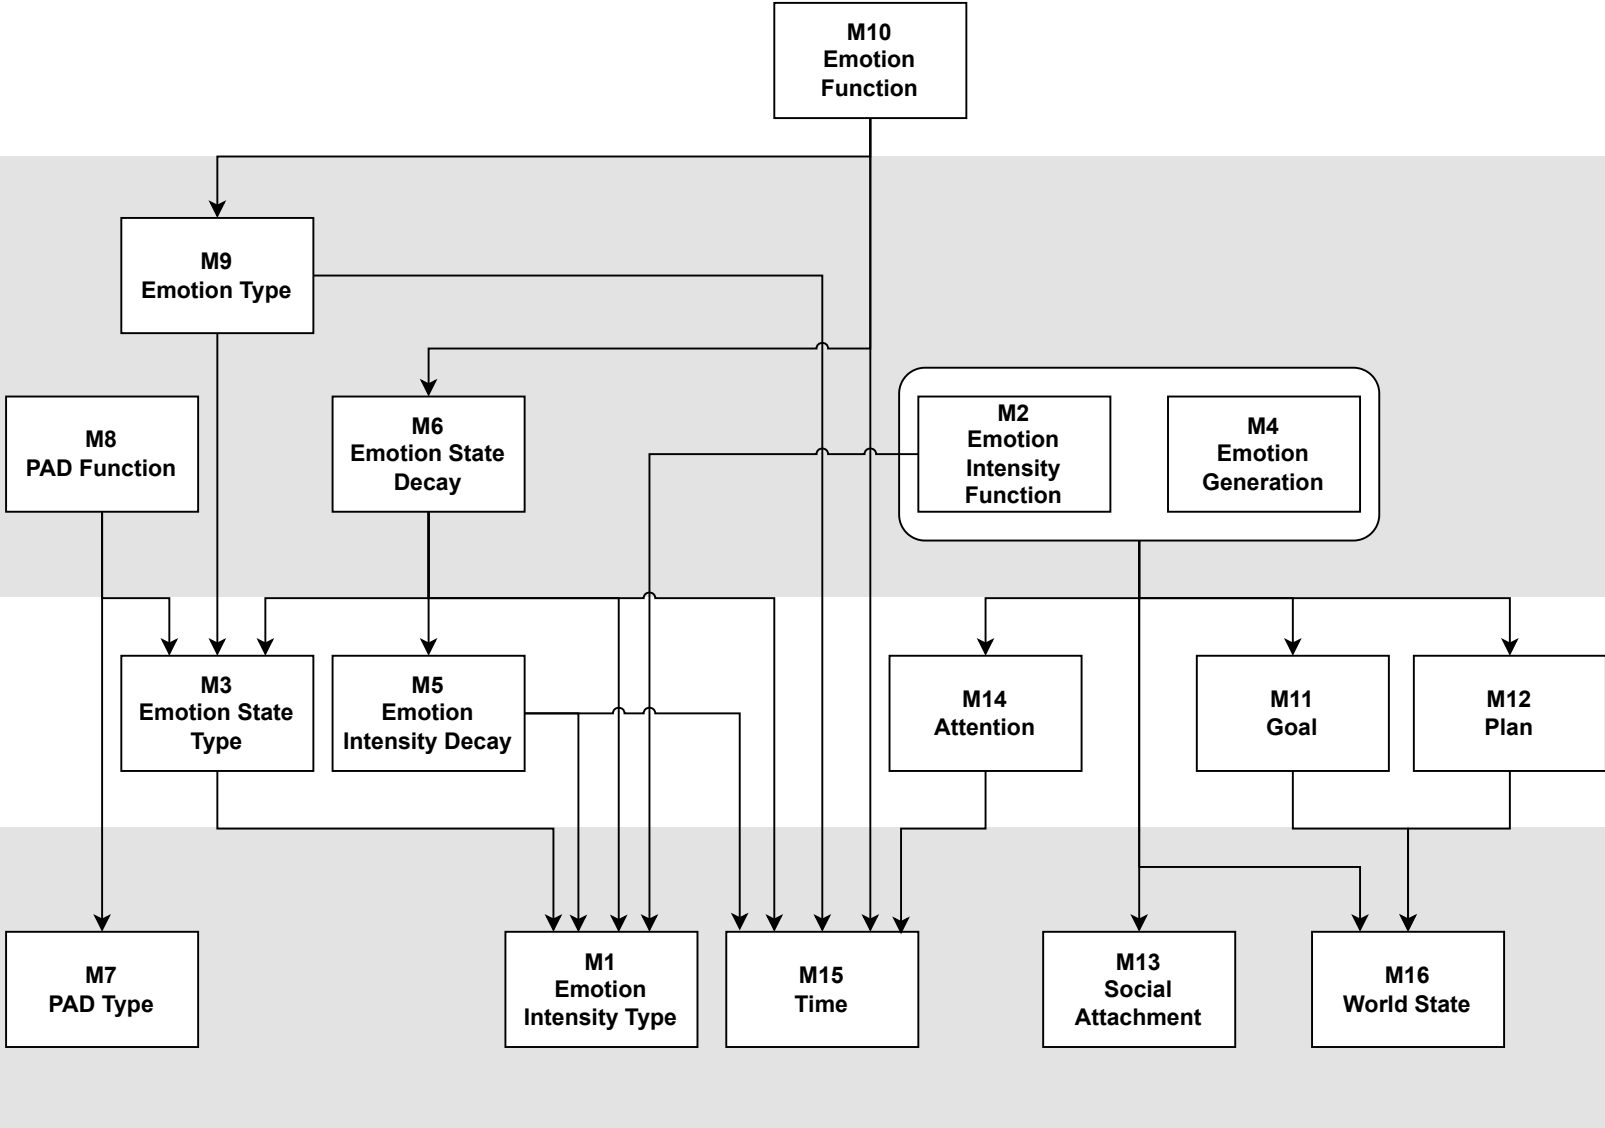 M10
Emotion
Function
M9
Emotion Type
M8
PAD Function
M6
Emotion State
Decay
M2
Emotion
Intensity
Function
M4
Emotion
Generation
M3
Emotion State
Type
M5
Emotion
Intensity Decay
M14
Attention
M11
Goal
M12
Plan
M7
PAD Type
M1
Emotion
Intensity Type
M15
Time
M13
Social
Attachment
M16
World State